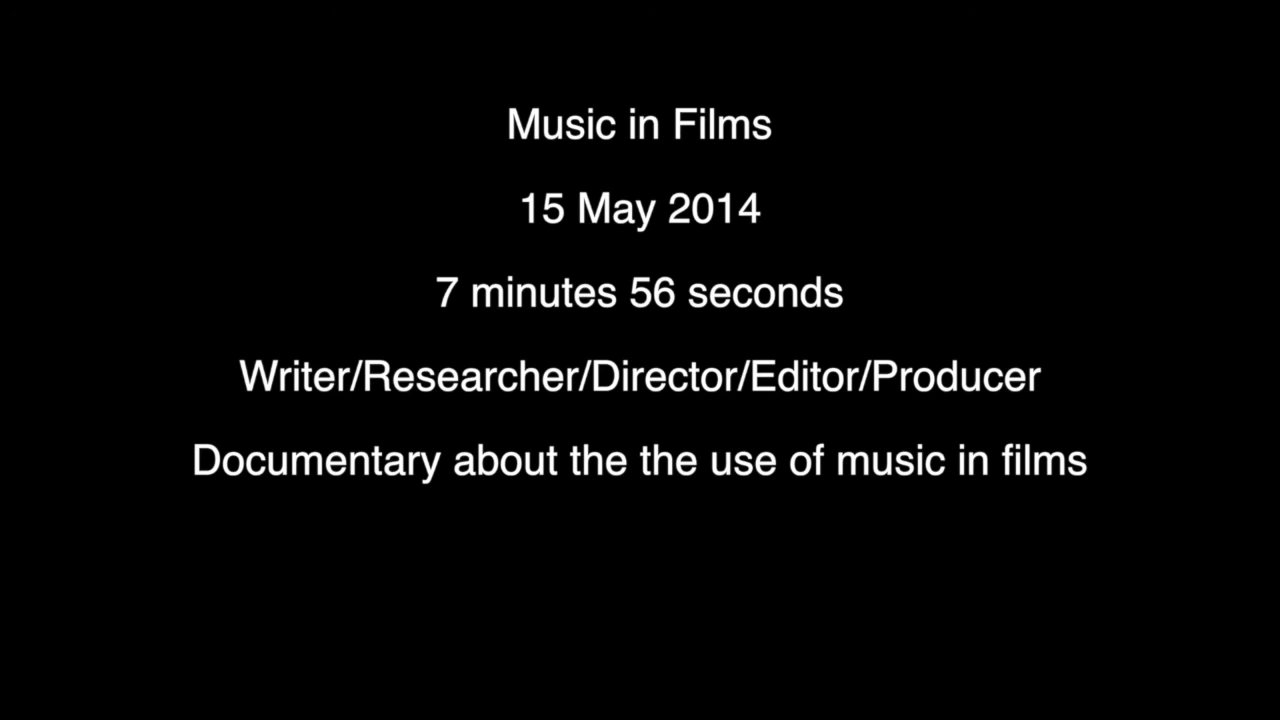 Music in Films
15 May 2014
7 minutes 56 seconds
Writer/Researcher/Director/Editor/Producer
Documentary about the the use of music in films